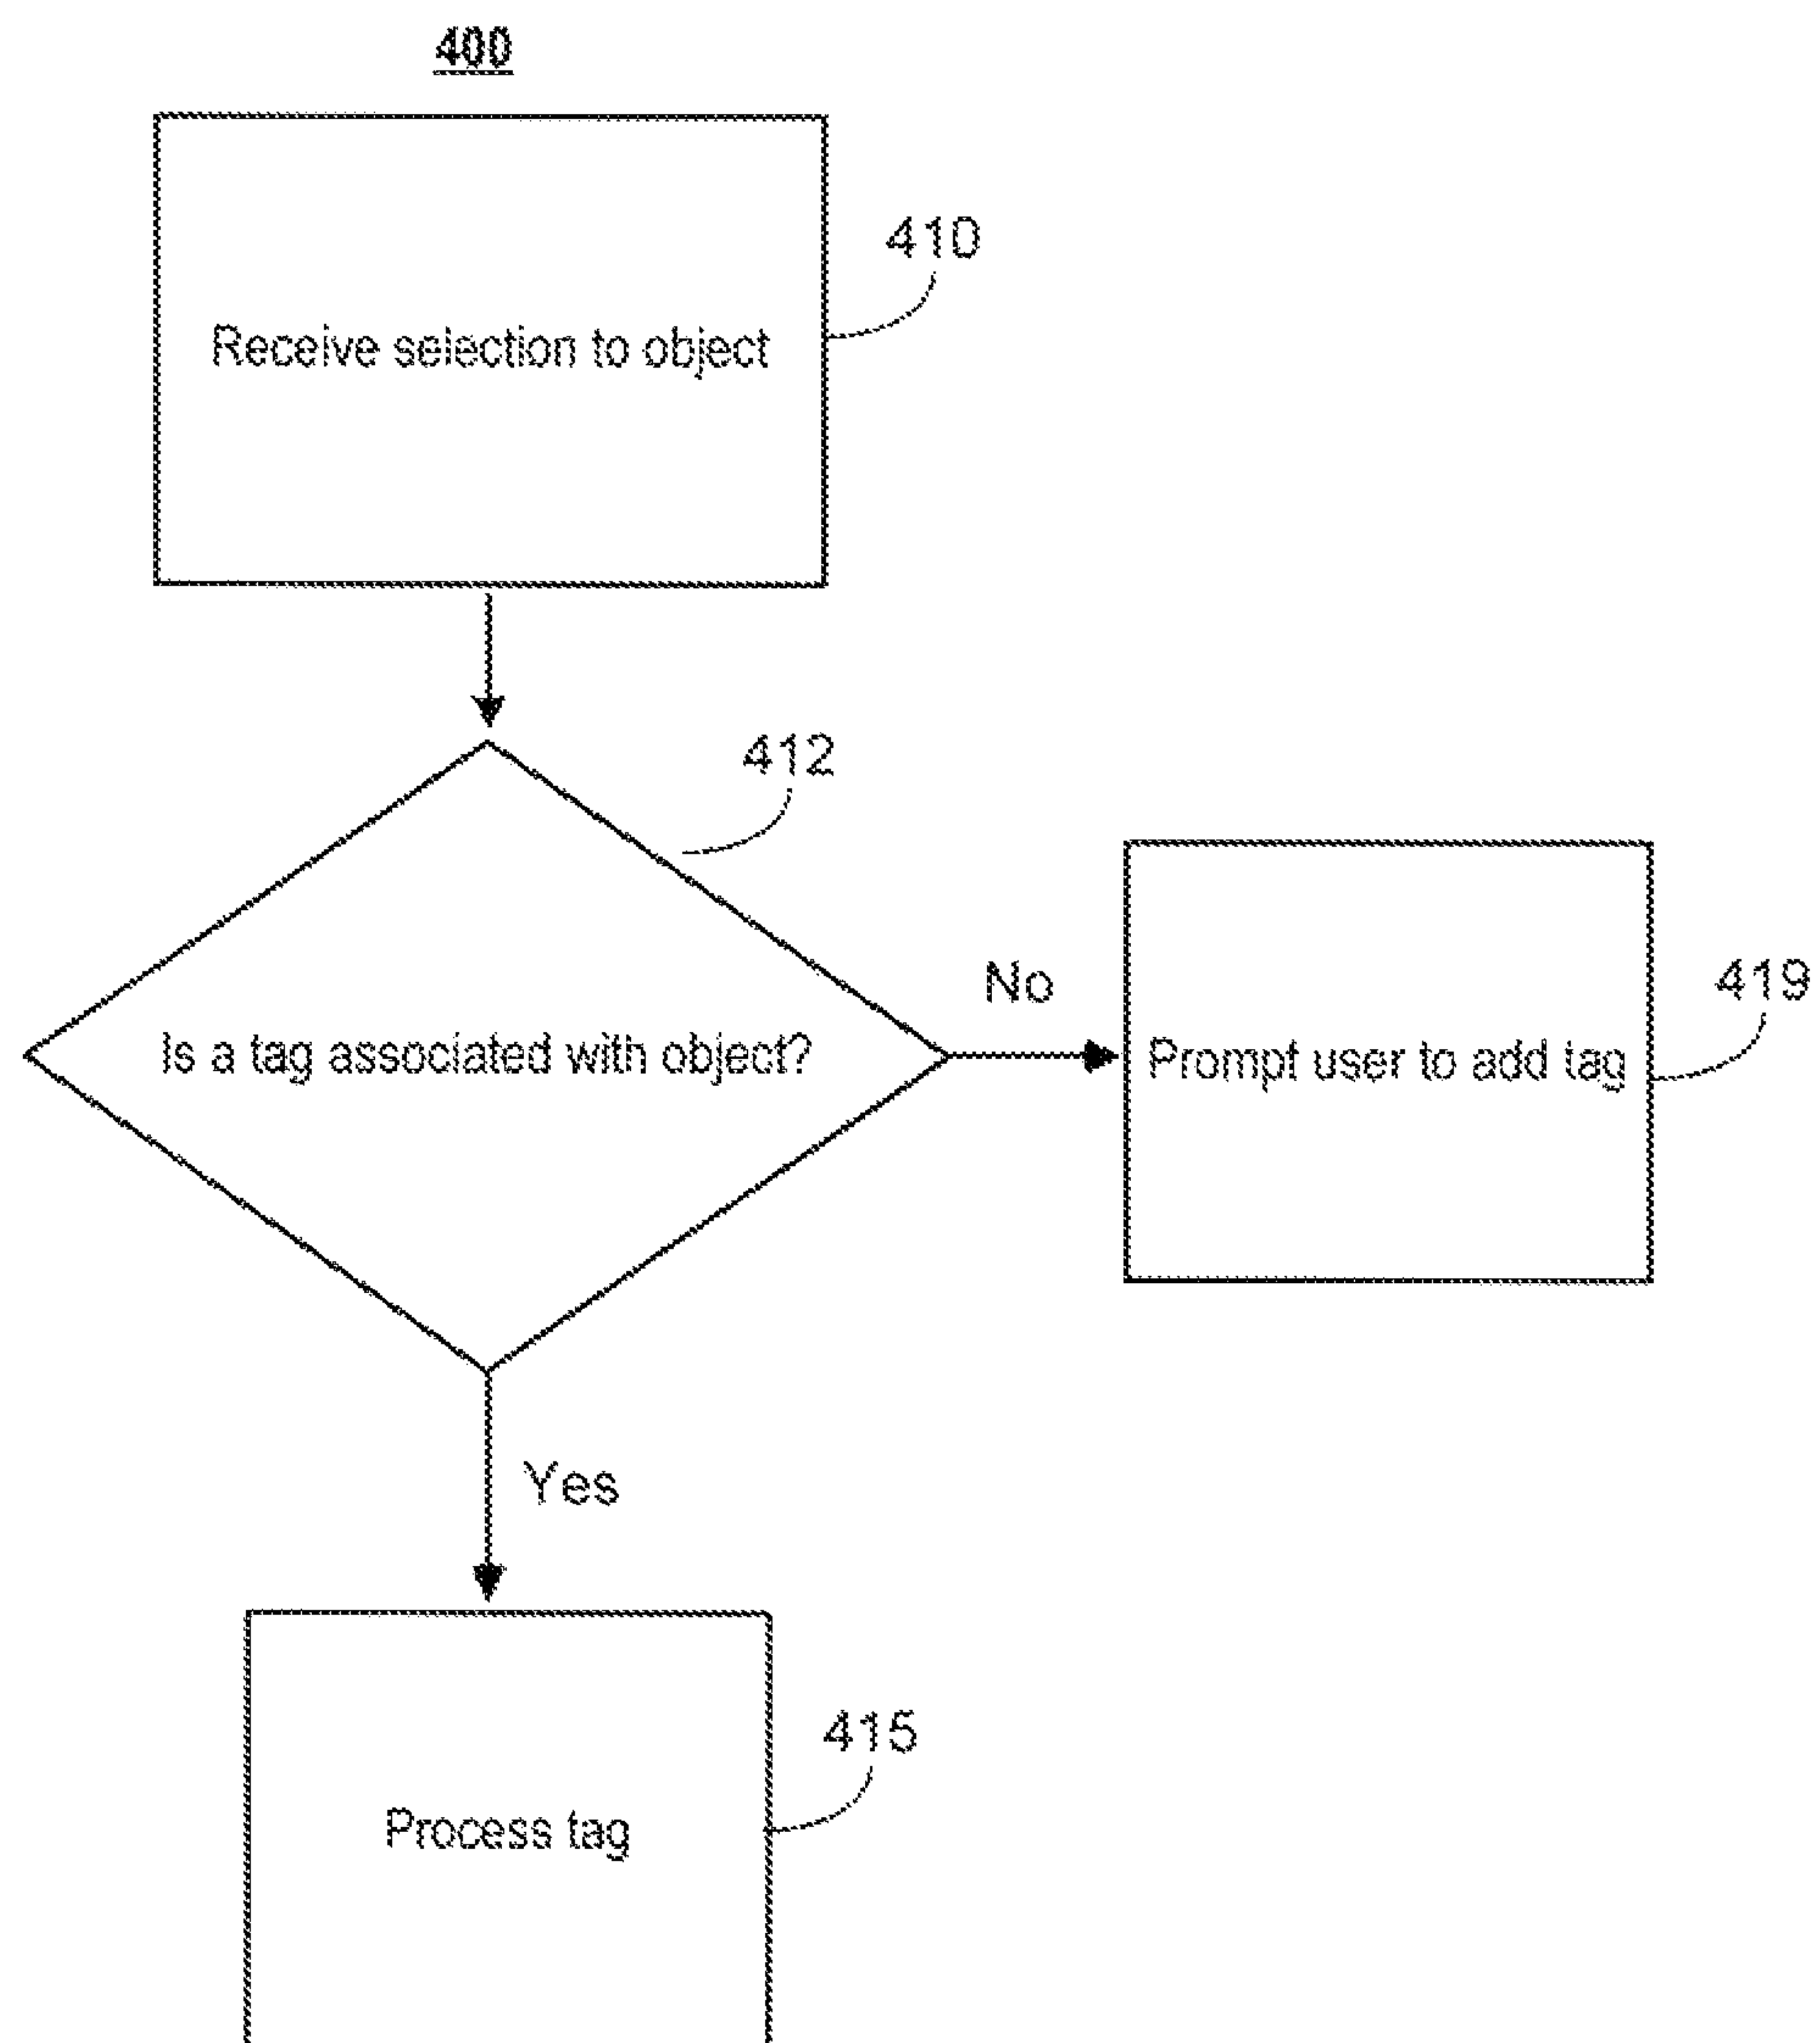 400
Receive selection to object
410
412
Is a tag associated with object?
No
Prompt user to add tag
419
Yes
Process tag
415